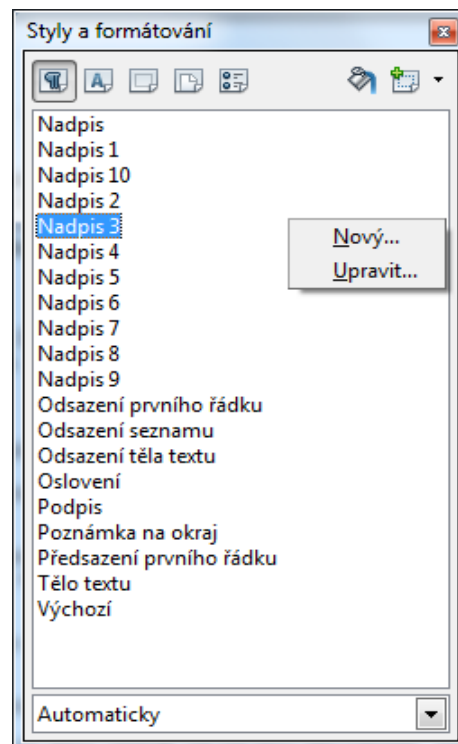 Styly a formátování
Nadpis
Nadpis 1
Nadpis 10
Nadpis 2
Nadpis 3
Nadpis 4
Nadpis 5
Nadpis 6
Nadpis 7
Nadpis 8
Nadpis 9
Odsazení prvního řádku
Odsazení seznamu
Odsazení těla textu
Oslovení
Podpis
Poznámka na okraj
Předsazení prvního řádku
Tělo textu
Výchozí
Nový...
Upravit...
Automaticky